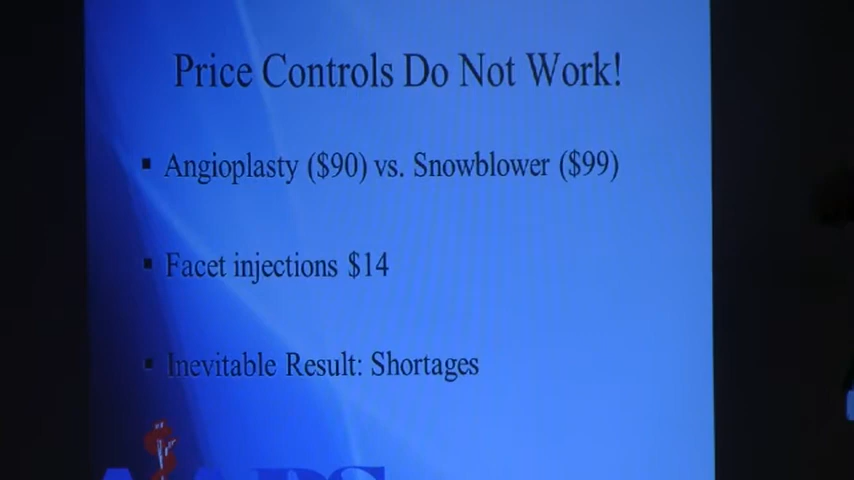 Price Controls Do Not Work!
▪ Angioplasty ($90) vs. Snowblower ($99)
▪ Facet injections $14
▪ Inevitable Result: Shortages